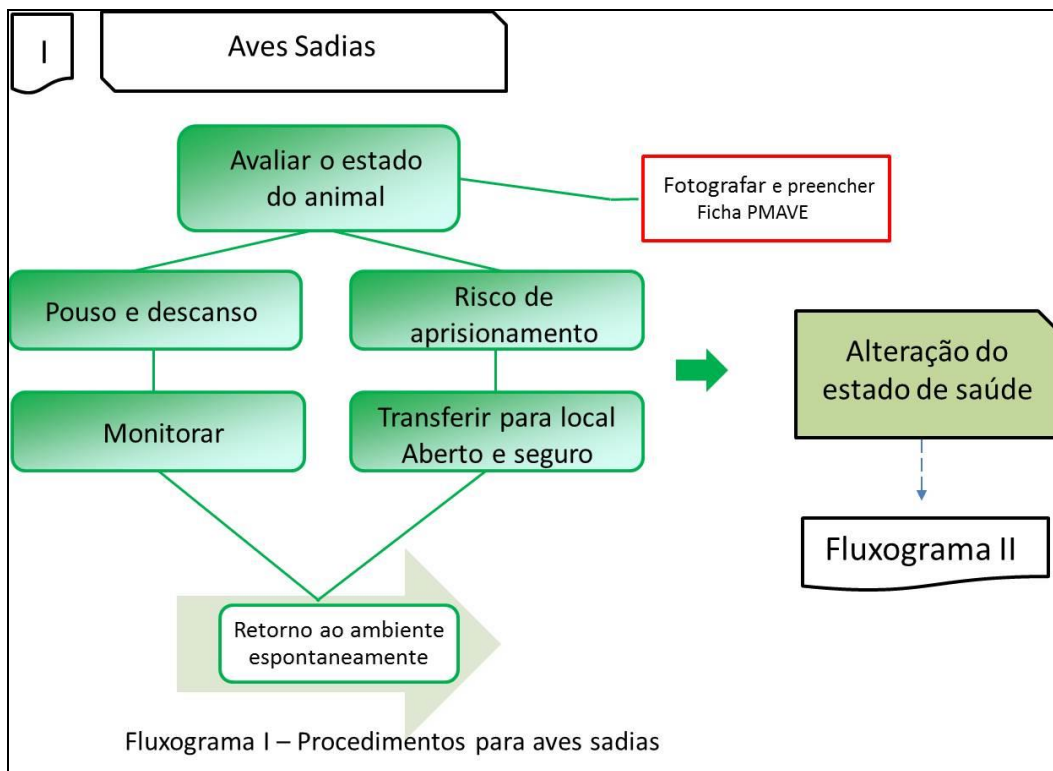 I
Aves Sadias
Avaliar o estado
do animal
Fotografar e preencher
Ficha PMAVE
Pouso e descanso
Risco de
aprisionamento
Alteração do
estado de saúde
Monitorar
Transferir para local
Aberto e seguro
Fluxograma II
Retorno ao ambiente
espontaneamente
Fluxograma I – Procedimentos para aves sadias